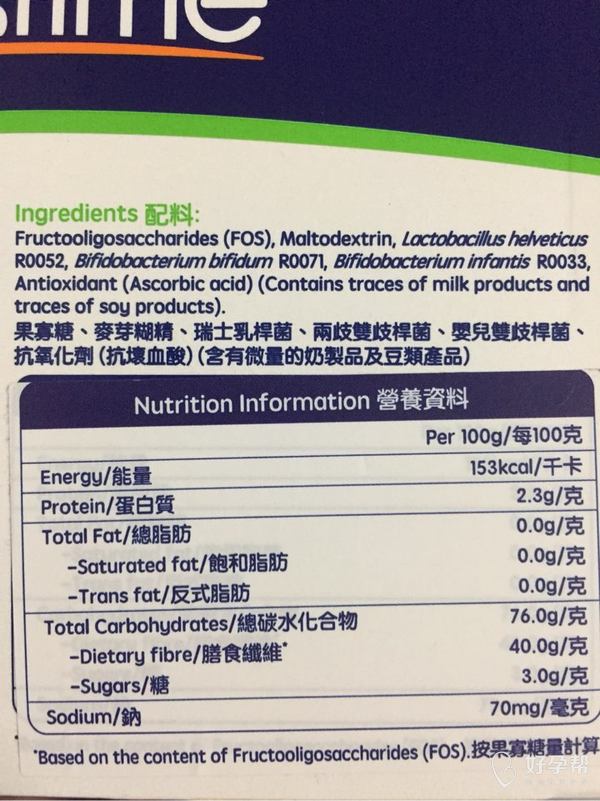 Ingredients 配料:
Fructooligosaccharides (FOS), Maltodextrin, Lactobacillus helveticus
R0052, Bifidobacterium bifidum R0071, Bifidobacterium infantis R0033,
Antioxidant (Ascorbic acid) (Contains traces of milk products and
traces of soy products).
果寡糖、麥芽糊精、瑞士乳桿菌、兩歧雙歧桿菌、嬰兒雙歧桿菌、
抗氧化劑 (抗壞血酸) (含有微量的奶製品及豆類產品)
Nutrition Information 營養資料
Per 100g/每100克
Energy/能量 153kcal/千卡
Protein/蛋白質 2.3g/克
Total Fat/總脂肪 0.0g/克
-Saturated fat/飽和脂肪 0.0g/克
-Trans fat/反式脂肪 0.0g/克
Total Carbohydrates/總碳水化合物 76.0g/克
-Dietary fibre/膳食纖維* 40.0g/克
-Sugars/糖 3.0g/克
Sodium/鈉 70mg/毫克
*Based on the content of Fructooligosaccharides (FOS).按果寡糖量計算
好孕帮